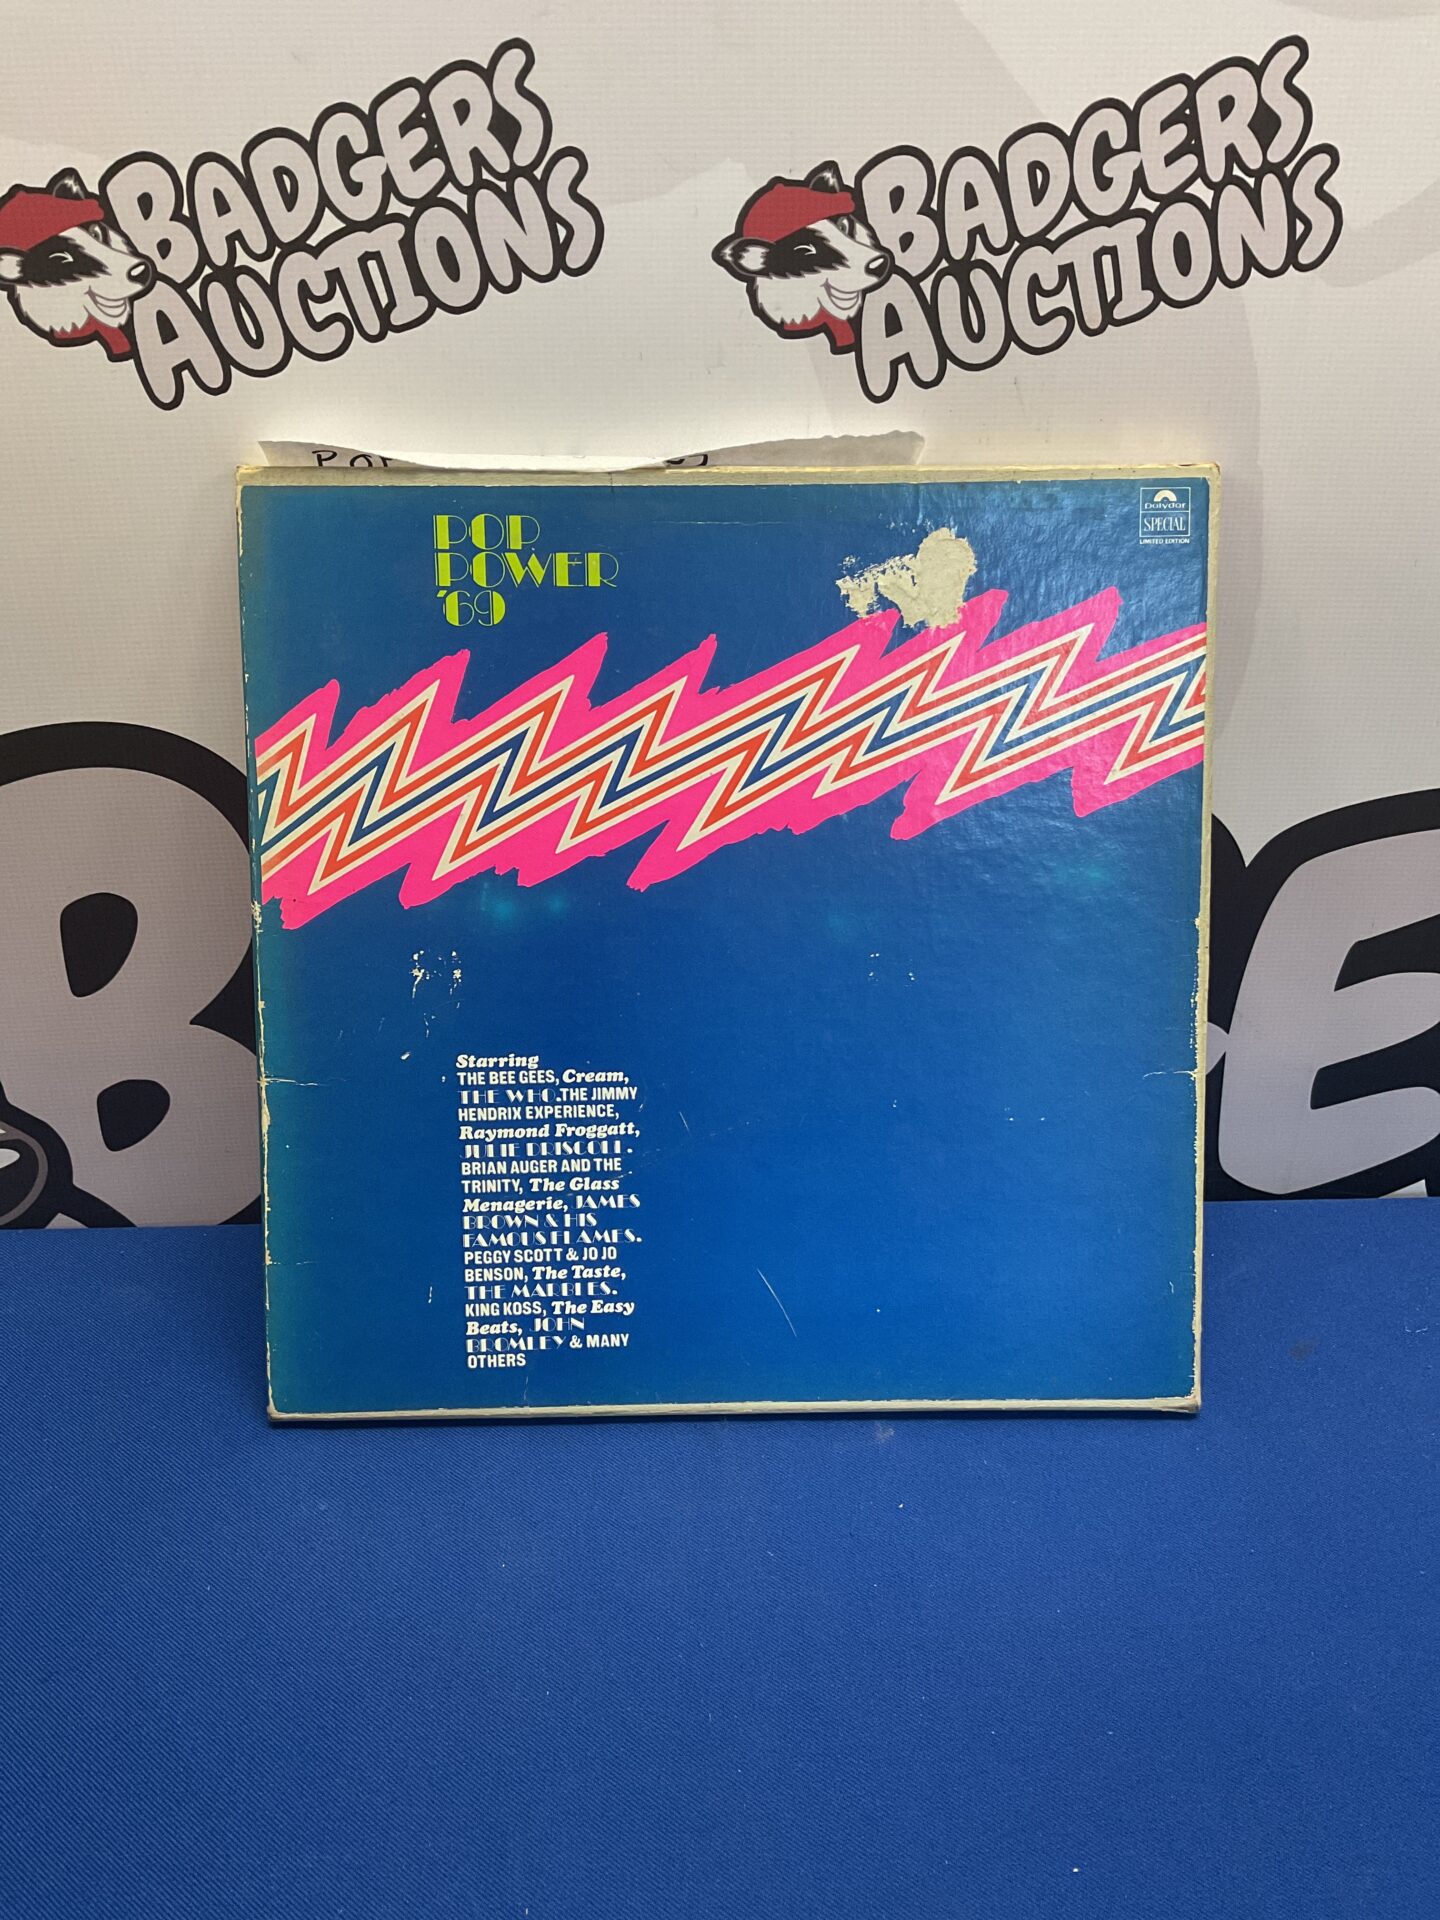 BADGERS
AUCTIONS
BADGERS
AUCTIONS
POP
POWER
'69
Polydor
SPECIAL
LIMITED EDITION
Starring
THE BEE GEES, Cream,
THE WHO. THE JIMMY
HENDRIX EXPERIENCE,
Raymond Froggatt,
JULIE DRISCOLL.
BRIAN AUGER AND THE
TRINITY, The Glass
Menagerie, JAMES
BROWN & HIS
FAMOUS FLAMES.
PEGGY SCOTT & JO JO
BENSON, The Taste,
THE MARBLES.
KING KOSS, The Easy
Beats, JOHN
BROMLEY & MANY
OTHERS